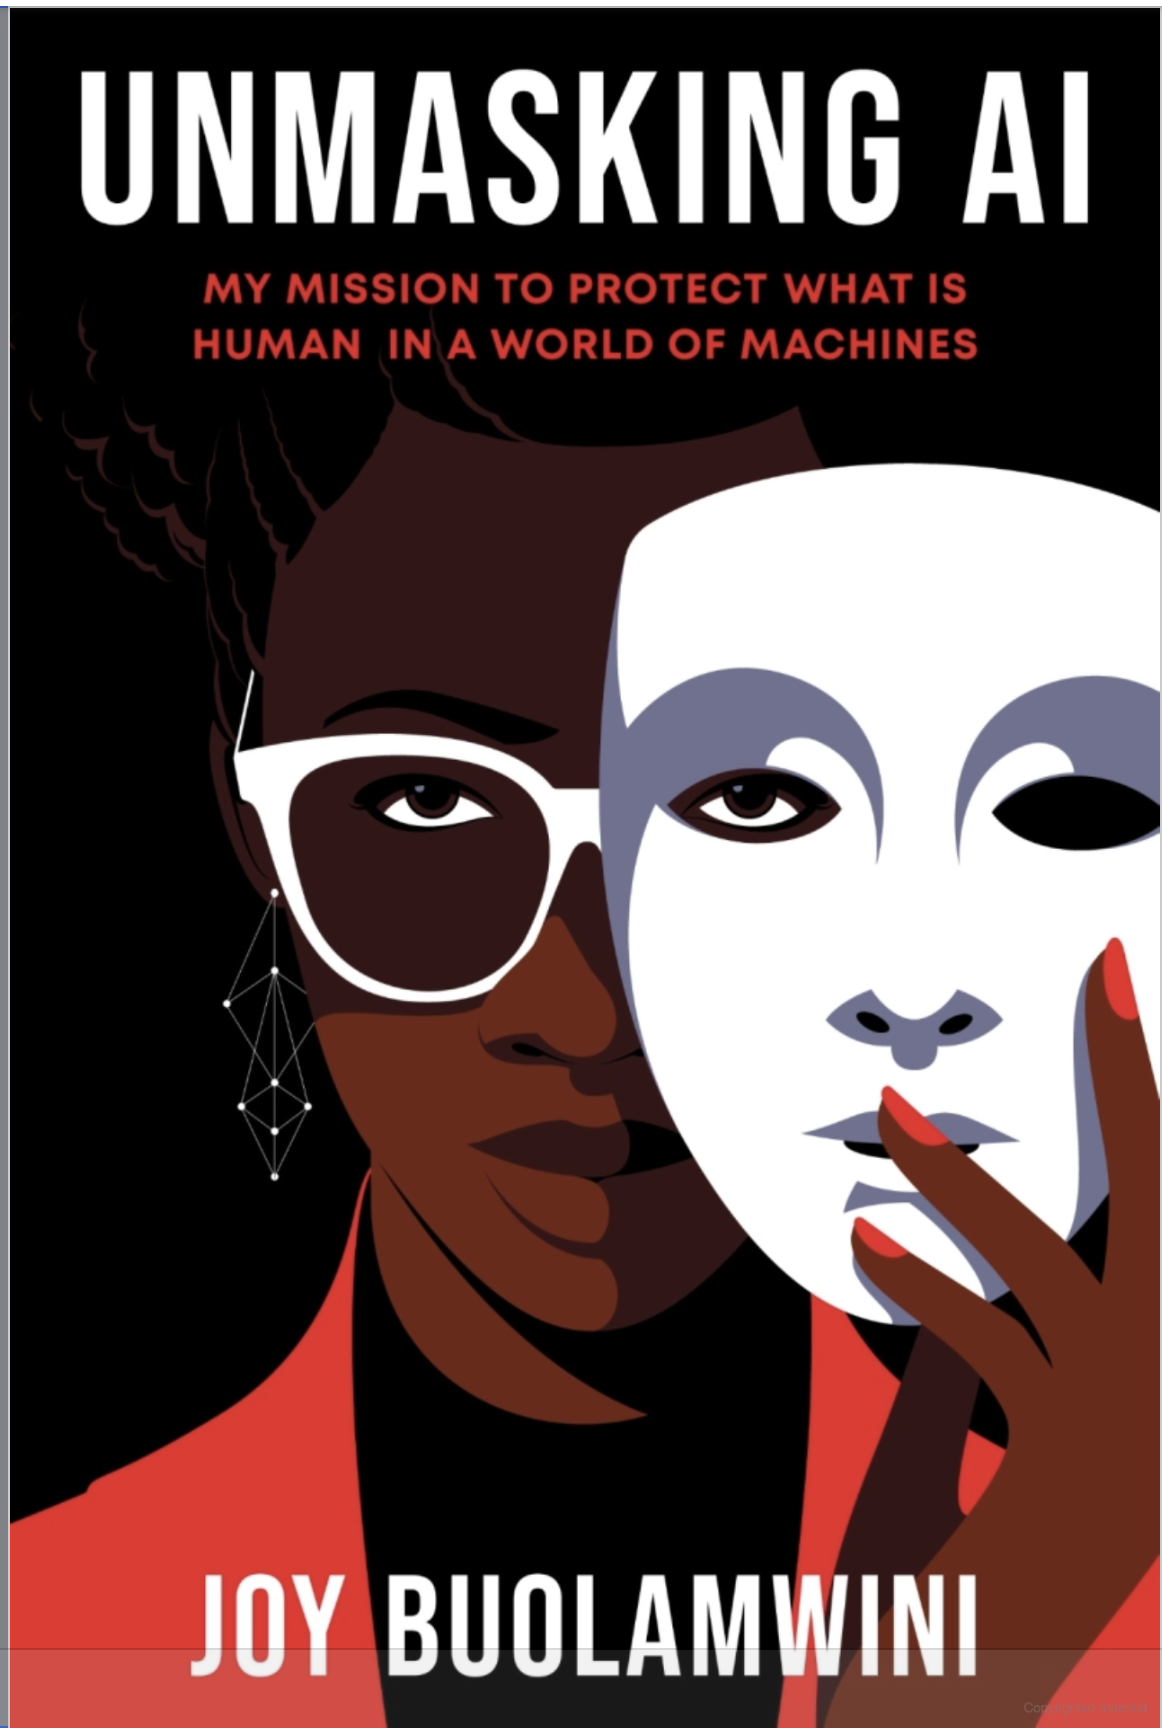 UNMASKING AI
MY MISSION TO PROTECT WHAT IS
HUMAN IN A WORLD OF MACHINES
JOY BUOLAMWINI